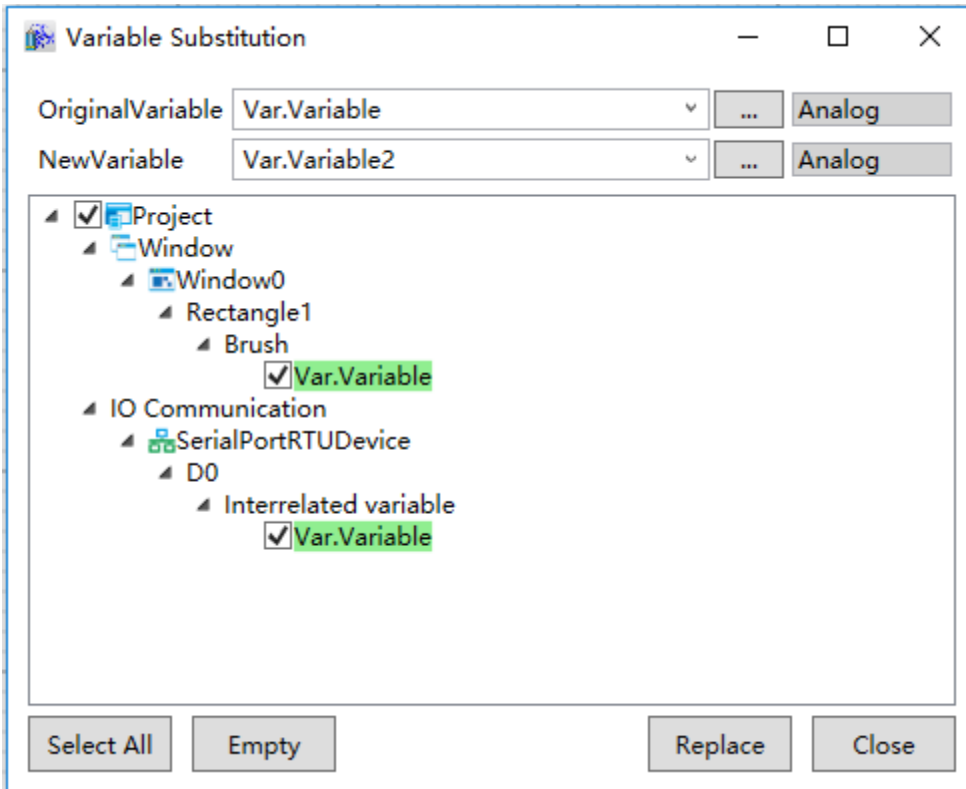 Variable Substitution
OriginalVariable Var.Variable ... Analog
NewVariable Var.Variable2 ... Analog
Project
Window
Window0
Rectangle1
Brush
Var.Variable
IO Communication
SerialPortRTUDevice
D0
Interrelated variable
Var.Variable
Select All Empty Replace Close